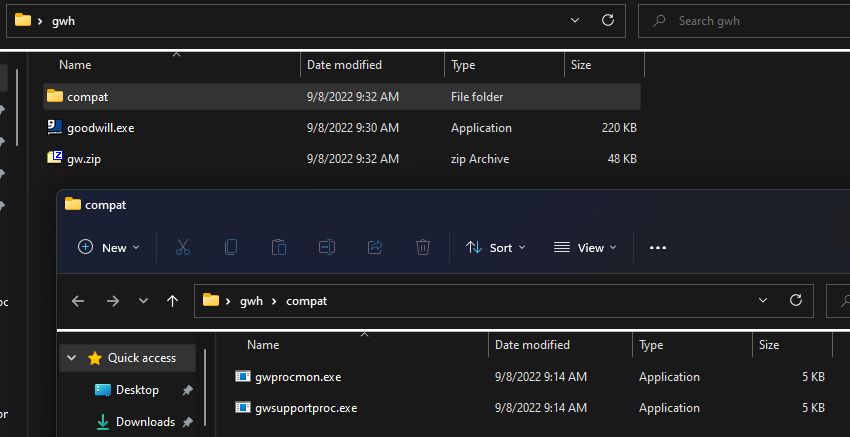 gwh
Search gwh
Name Date modified Type Size
compat 9/8/2022 9:32 AM File folder
goodwill.exe 9/8/2022 9:30 AM Application 220 KB
gw.zip 9/8/2022 9:32 AM zip Archive 48 KB
compat
New Sort View
gwh compat
Name Date modified Type Size
Quick access
gwprocmon.exe 9/8/2022 9:14 AM Application 5 KB
Desktop
gwsupportproc.exe 9/8/2022 9:14 AM Application 5 KB
Downloads